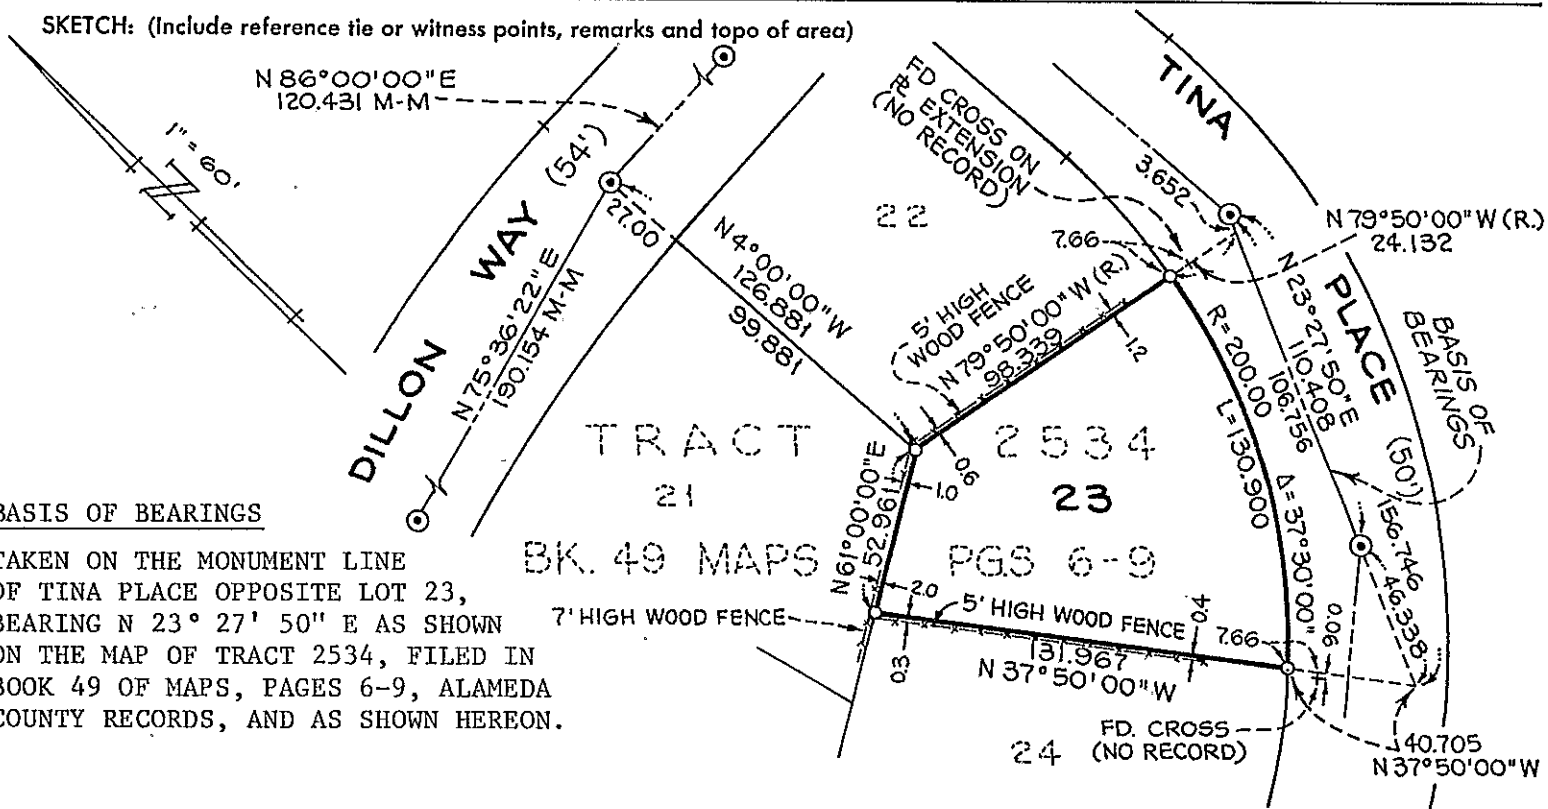 SKETCH: (Include reference tie or witness points, remarks and topo of area)
N 86°00'00" E
120.431 M-M
1" = 60'
DILLON WAY (54')
N 75°36'22" E
190.154 M-M
27.00
N 4°00'00" W
126.881
99.881
22
FD CROSS ON
PL EXTENSION
(NO RECORD)
TINA PLACE (50')
3.652
7.66
N 79°50'00" W (R.)
24.132
5' HIGH
WOOD FENCE
N 79°50'00" W (R.)
98.339
1.2
0.6
R=200.00
L=130.900
Δ=37°30'00"
N 23°27'50" E
110.408
106.756
BASIS OF
BEARINGS
156.746
46.338
TRACT 2534
21
23
BK. 49 MAPS PGS 6-9
N 61°00'00" E
52.961
1.0
2.0
7' HIGH WOOD FENCE
5' HIGH WOOD FENCE
0.3
0.4
131.967
N 37°50'00" W
7.66
0.06
FD. CROSS
(NO RECORD)
24
40.705
N 37°50'00" W
BASIS OF BEARINGS
TAKEN ON THE MONUMENT LINE
OF TINA PLACE OPPOSITE LOT 23,
BEARING N 23° 27' 50" E AS SHOWN
ON THE MAP OF TRACT 2534, FILED IN
BOOK 49 OF MAPS, PAGES 6-9, ALAMEDA
COUNTY RECORDS, AND AS SHOWN HEREON.